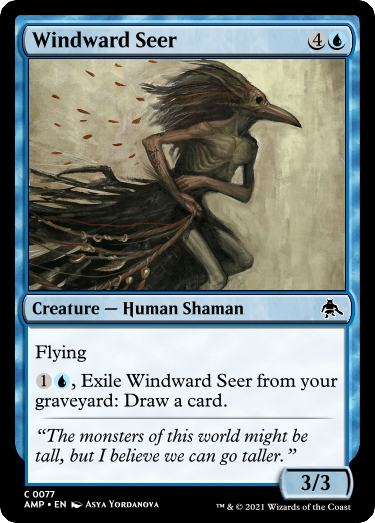 Windward Seer 4
Creature — Human Shaman
Flying
1, Exile Windward Seer from your
graveyard: Draw a card.
“The monsters of this world might be
tall, but I believe we can go taller.”
3/3
C 0077
AMP • EN Asya Yordanova
™ & © 2021 Wizards of the Coast